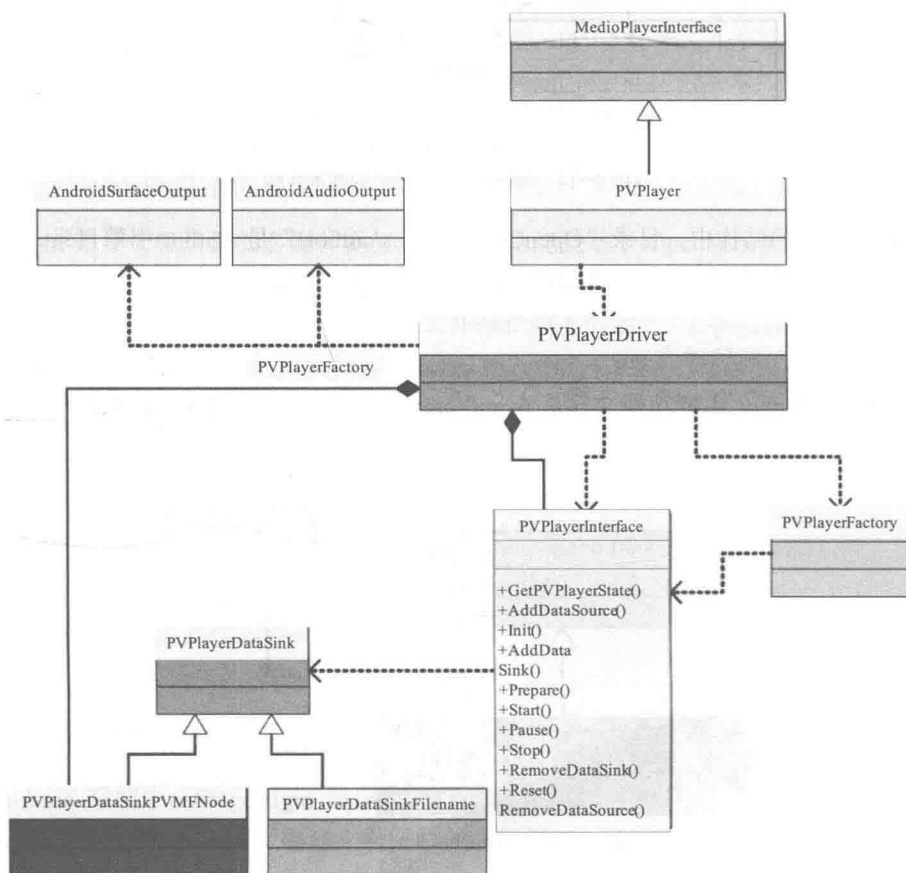 MedioPlayerInterface
PVPlayer
AndroidSurfaceOutput
AndroidAudioOutput
PVPlayerDriver
PVPlayerFactory
PVPlayerInterface
+GetPVPlayerState()
+AddDataSource()
+Init()
+AddData
Sink()
+Prepare()
+Start()
+Pause()
+Stop()
+RemoveDataSink()
+Reset()
RemoveDataSource()
PVPlayerFactory
PVPlayerDataSink
PVPlayerDataSinkPVMFNode
PVPlayerDataSinkFilename